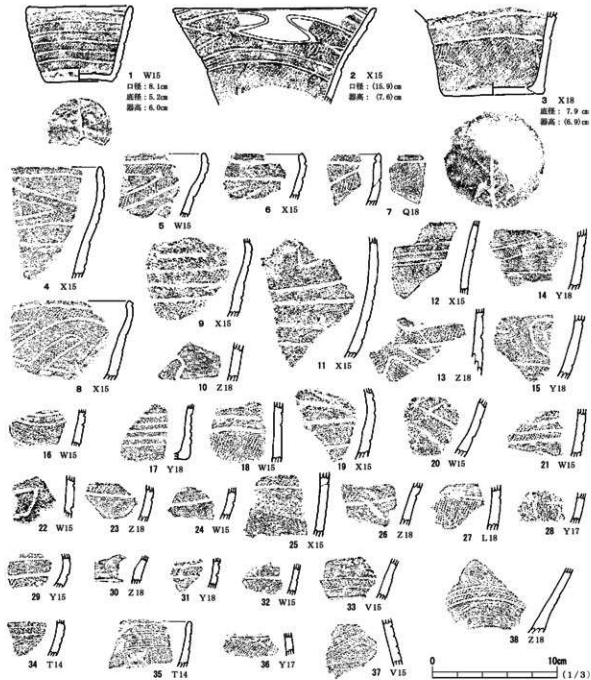 1 W15
口径：8.1cm
底径：5.2cm
器高：6.0cm
2 X15
口径：(15.9)cm
器高：(7.6)cm
3 X18
底径：7.9cm
器高：(6.9)cm
4 X15
5 W15
6 X15
7 Q18
8 X15
9 X15
10 Z18
11 X15
12 X15
13 Z18
14 Y18
15 Y18
16 W15
17 Y18
18 W15
19 X15
20 W15
21 W15
22 W15
23 Z18
24 W15
25 X15
26 Z18
27 L18
28 Y17
29 Y15
30 Z18
31 Y18
32 W15
33 V15
34 T14
35 T14
36 Y17
37 V15
38 Z18
0 10cm
(1/3)